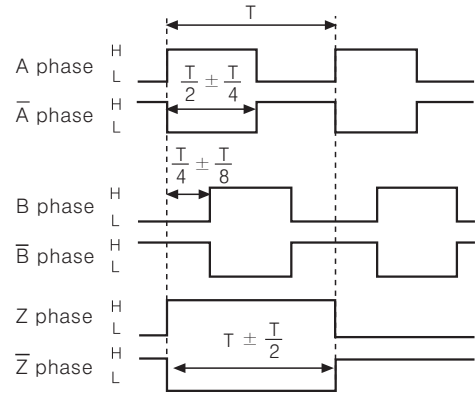 T
A phase H
L
T/2 ± T/4
A̅ phase H
L
T/4 ± T/8
B phase H
L
B̅ phase H
L
Z phase H
L
T ± T/2
Z̅ phase H
L